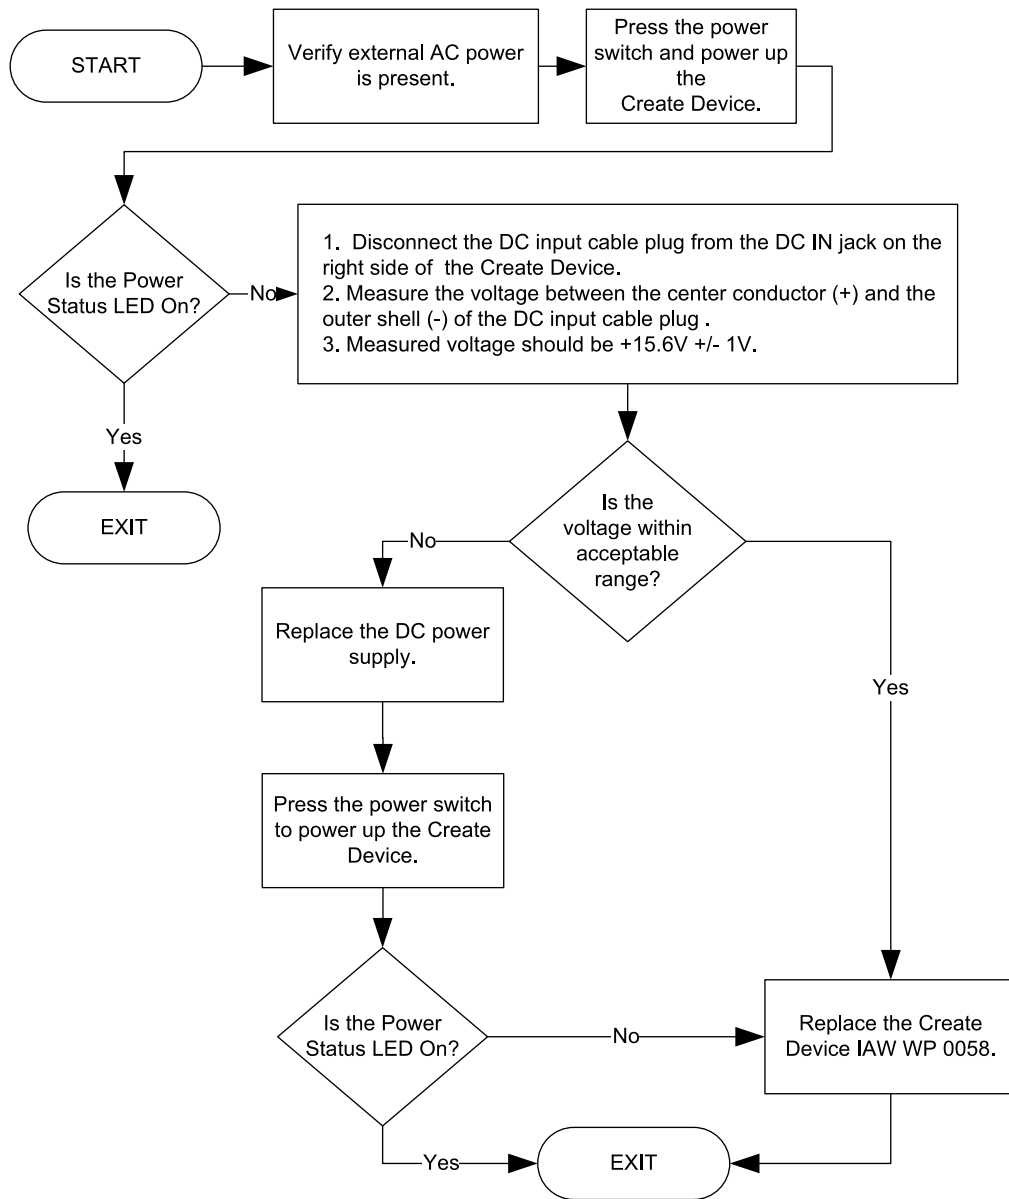 START
Verify external AC power
is present.
Press the power
switch and power up
the
Create Device.
Is the Power
Status LED On?
No
1. Disconnect the DC input cable plug from the DC IN jack on the
right side of the Create Device.
2. Measure the voltage between the center conductor (+) and the
outer shell (-) of the DC input cable plug .
3. Measured voltage should be +15.6V +/- 1V.
Yes
EXIT
Is the
voltage within
acceptable
range?
No
Replace the DC power
supply.
Yes
Press the power switch
to power up the Create
Device.
Is the Power
Status LED On?
No
Replace the Create
Device IAW WP 0058.
Yes
EXIT